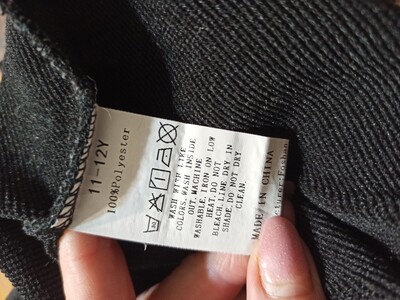 11-12Y
100%Polyester
WASH WITH LIKE
COLORS, WASH INSIDE
OUT, MACHINE
WASHABLE, IRON ON LOW
HEAT, DO NOT
BLEACH, LINE DRY IN
SHADE, DO NOT DRY
CLEAN.
MADE IN CHINA